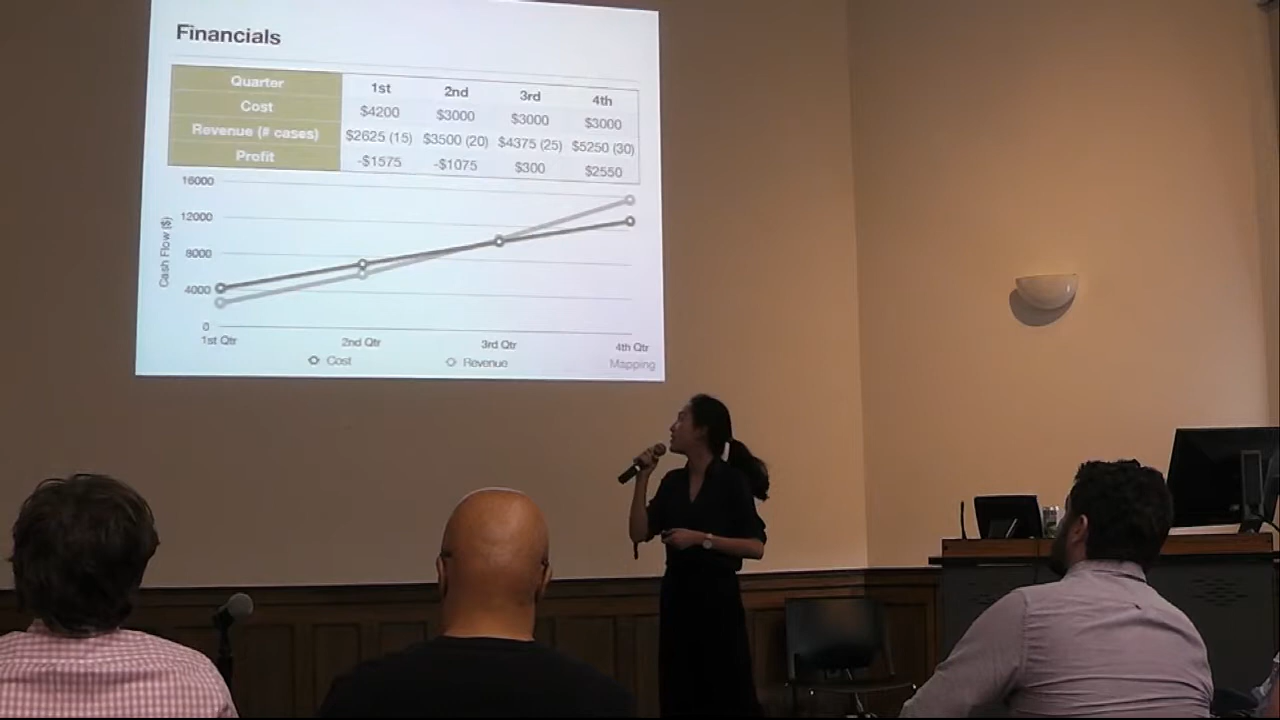 Financials
Quarter 1st 2nd 3rd 4th
Cost $4200 $3000 $3000 $3000
Revenue (# cases) $2625 (15) $3500 (20) $4375 (25) $5250 (30)
Profit -$1575 -$1075 $300 $2550
16000
12000
8000
4000
0
Cash Flow ($)
1st Qtr 2nd Qtr 3rd Qtr 4th Qtr
Cost Revenue
Mapping